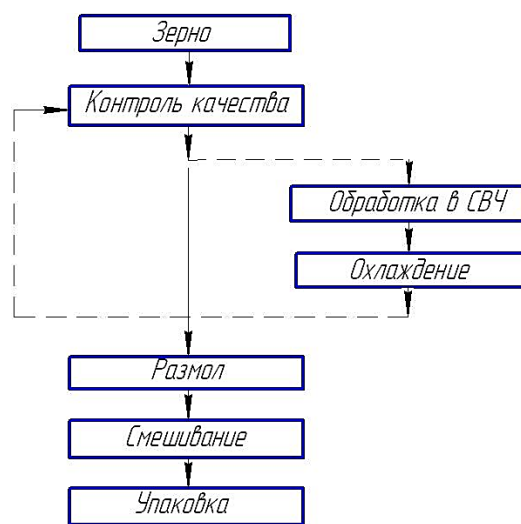 Зерно
Контроль качества
Обработка в СВЧ
Охлаждение
Размол
Смешивание
Упаковка